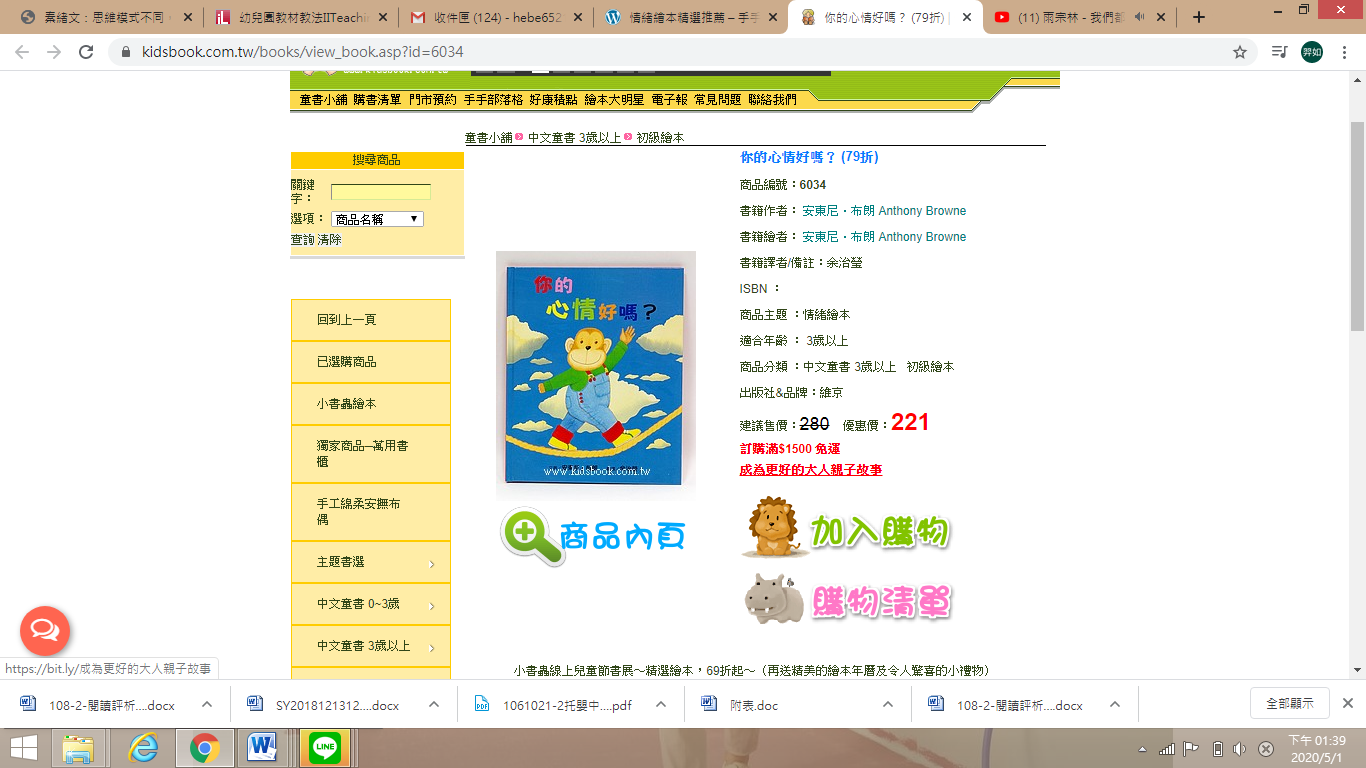 素緒文：思維模式不同
幼兒園教材教法IITeachin
收件匣 (124) - hebe652
情緒繪本精選推薦 – 手手
你的心情好嗎？ (79折) |
(11) 雨宗林 - 我們都
kidsbook.com.tw/books/view_book.asp?id=6034
羿如
童書小舖 購書清單 門市預約 手手部落格 好康積點 繪本大明星 電子報 常見問題 聯絡我們
童書小舖 中文童書 3歲以上 初級繪本
搜尋商品
關鍵
字：
選項： 商品名稱
查詢 清除
回到上一頁
已選購商品
小書蟲繪本
獨家商品─萬用書
櫃
手工綿柔安撫布
偶
主題書選
中文童書 0~3歲
中文童書 3歲以上
你的
心情好嗎？
www.kidsbook.com.tw
商品內頁
你的心情好嗎？ (79折)
商品編號：6034
書籍作者： 安東尼・布朗 Anthony Browne
書籍繪者： 安東尼・布朗 Anthony Browne
書籍譯者/備註：余治瑩
ISBN ：
商品主題 ：情緒繪本
適合年齡 ： 3歲以上
商品分類 ：中文童書 3歲以上 初級繪本
出版社&品牌：維京
建議售價：280 優惠價：221
訂購滿$1500 免運
成為更好的大人親子故事
加入購物
購物清單
小書蟲線上兒童節書展～精選繪本，69折起～（再送精美的繪本年曆及令人驚喜的小禮物）
https://bit.ly/成為更好的大人親子故事
108-2-閱讀評析....docx
SY2018121312....docx
1061021-2托嬰中....pdf
附表.doc
108-2-閱讀評析....docx
全部顯示
下午 01:39
2020/5/1